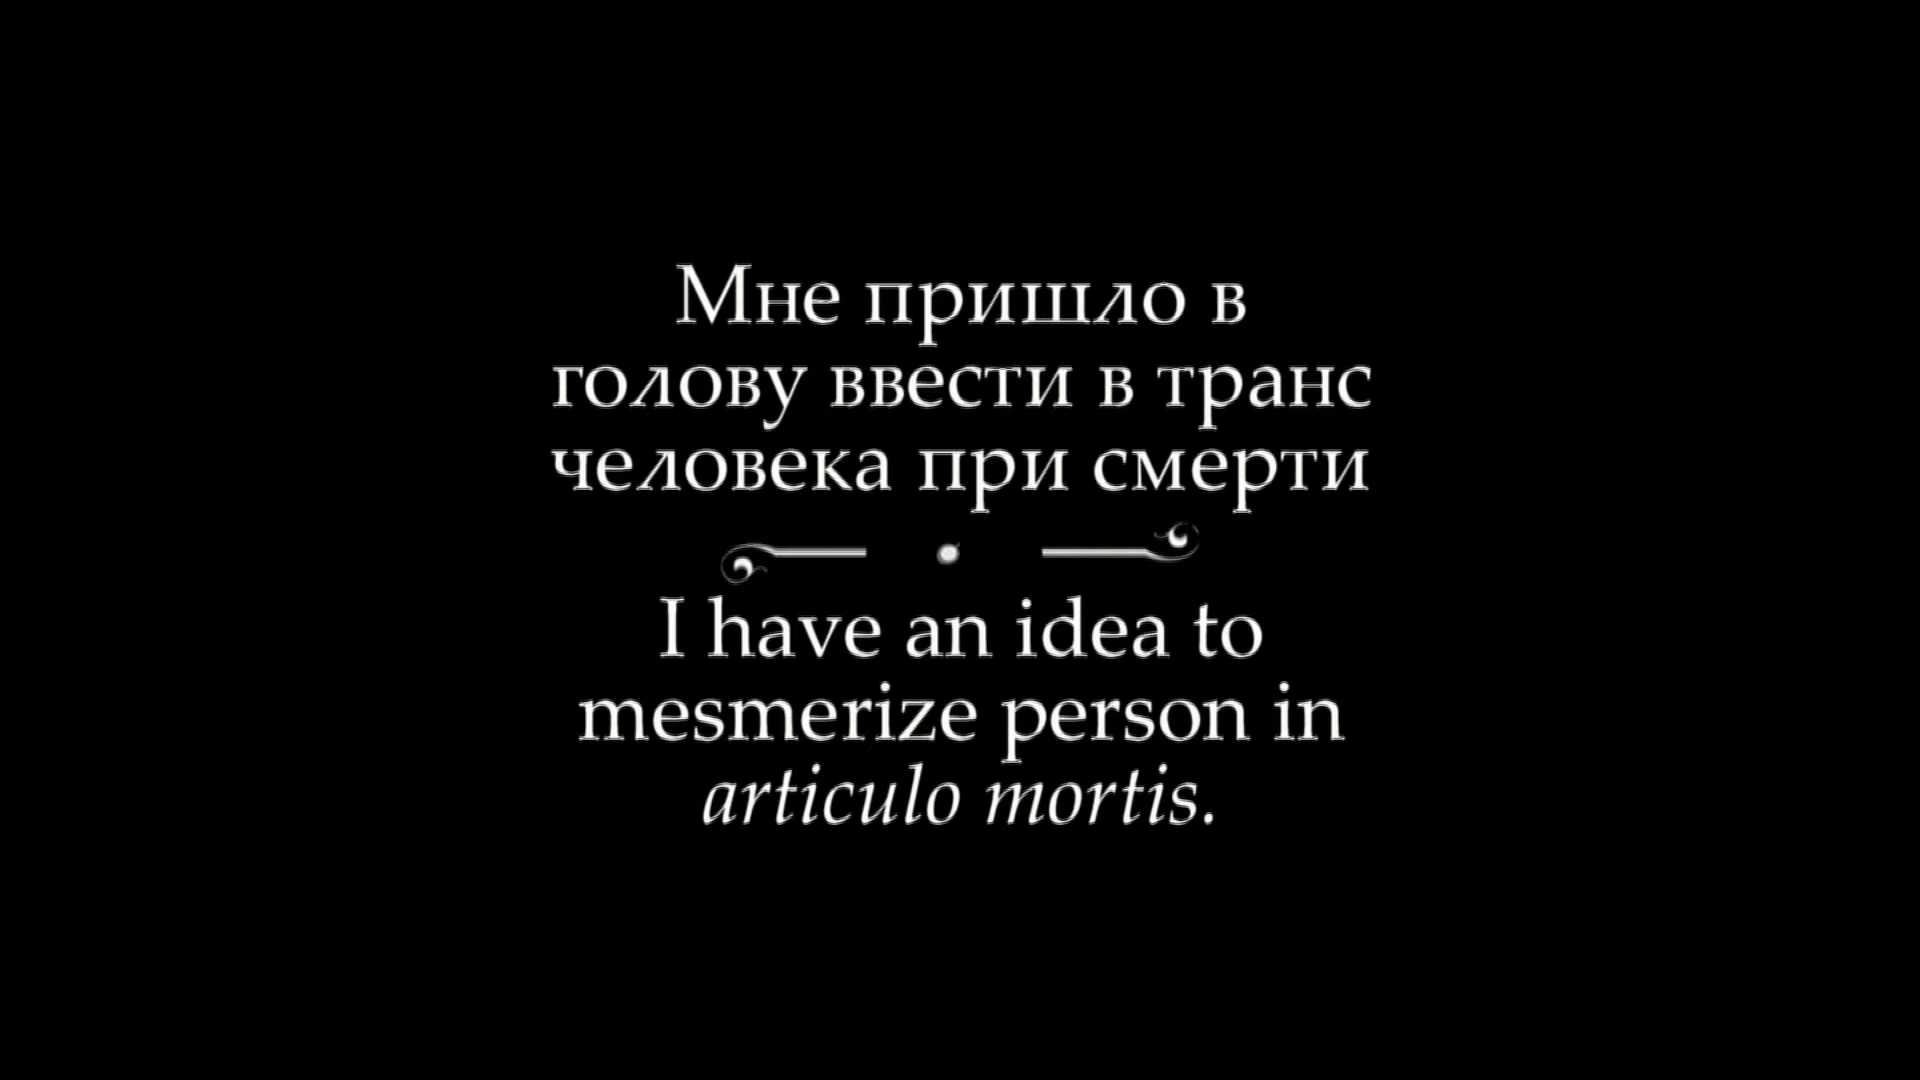 Мне пришло в
голову ввести в транс
человека при смерти
I have an idea to
mesmerize person in
articulo mortis.